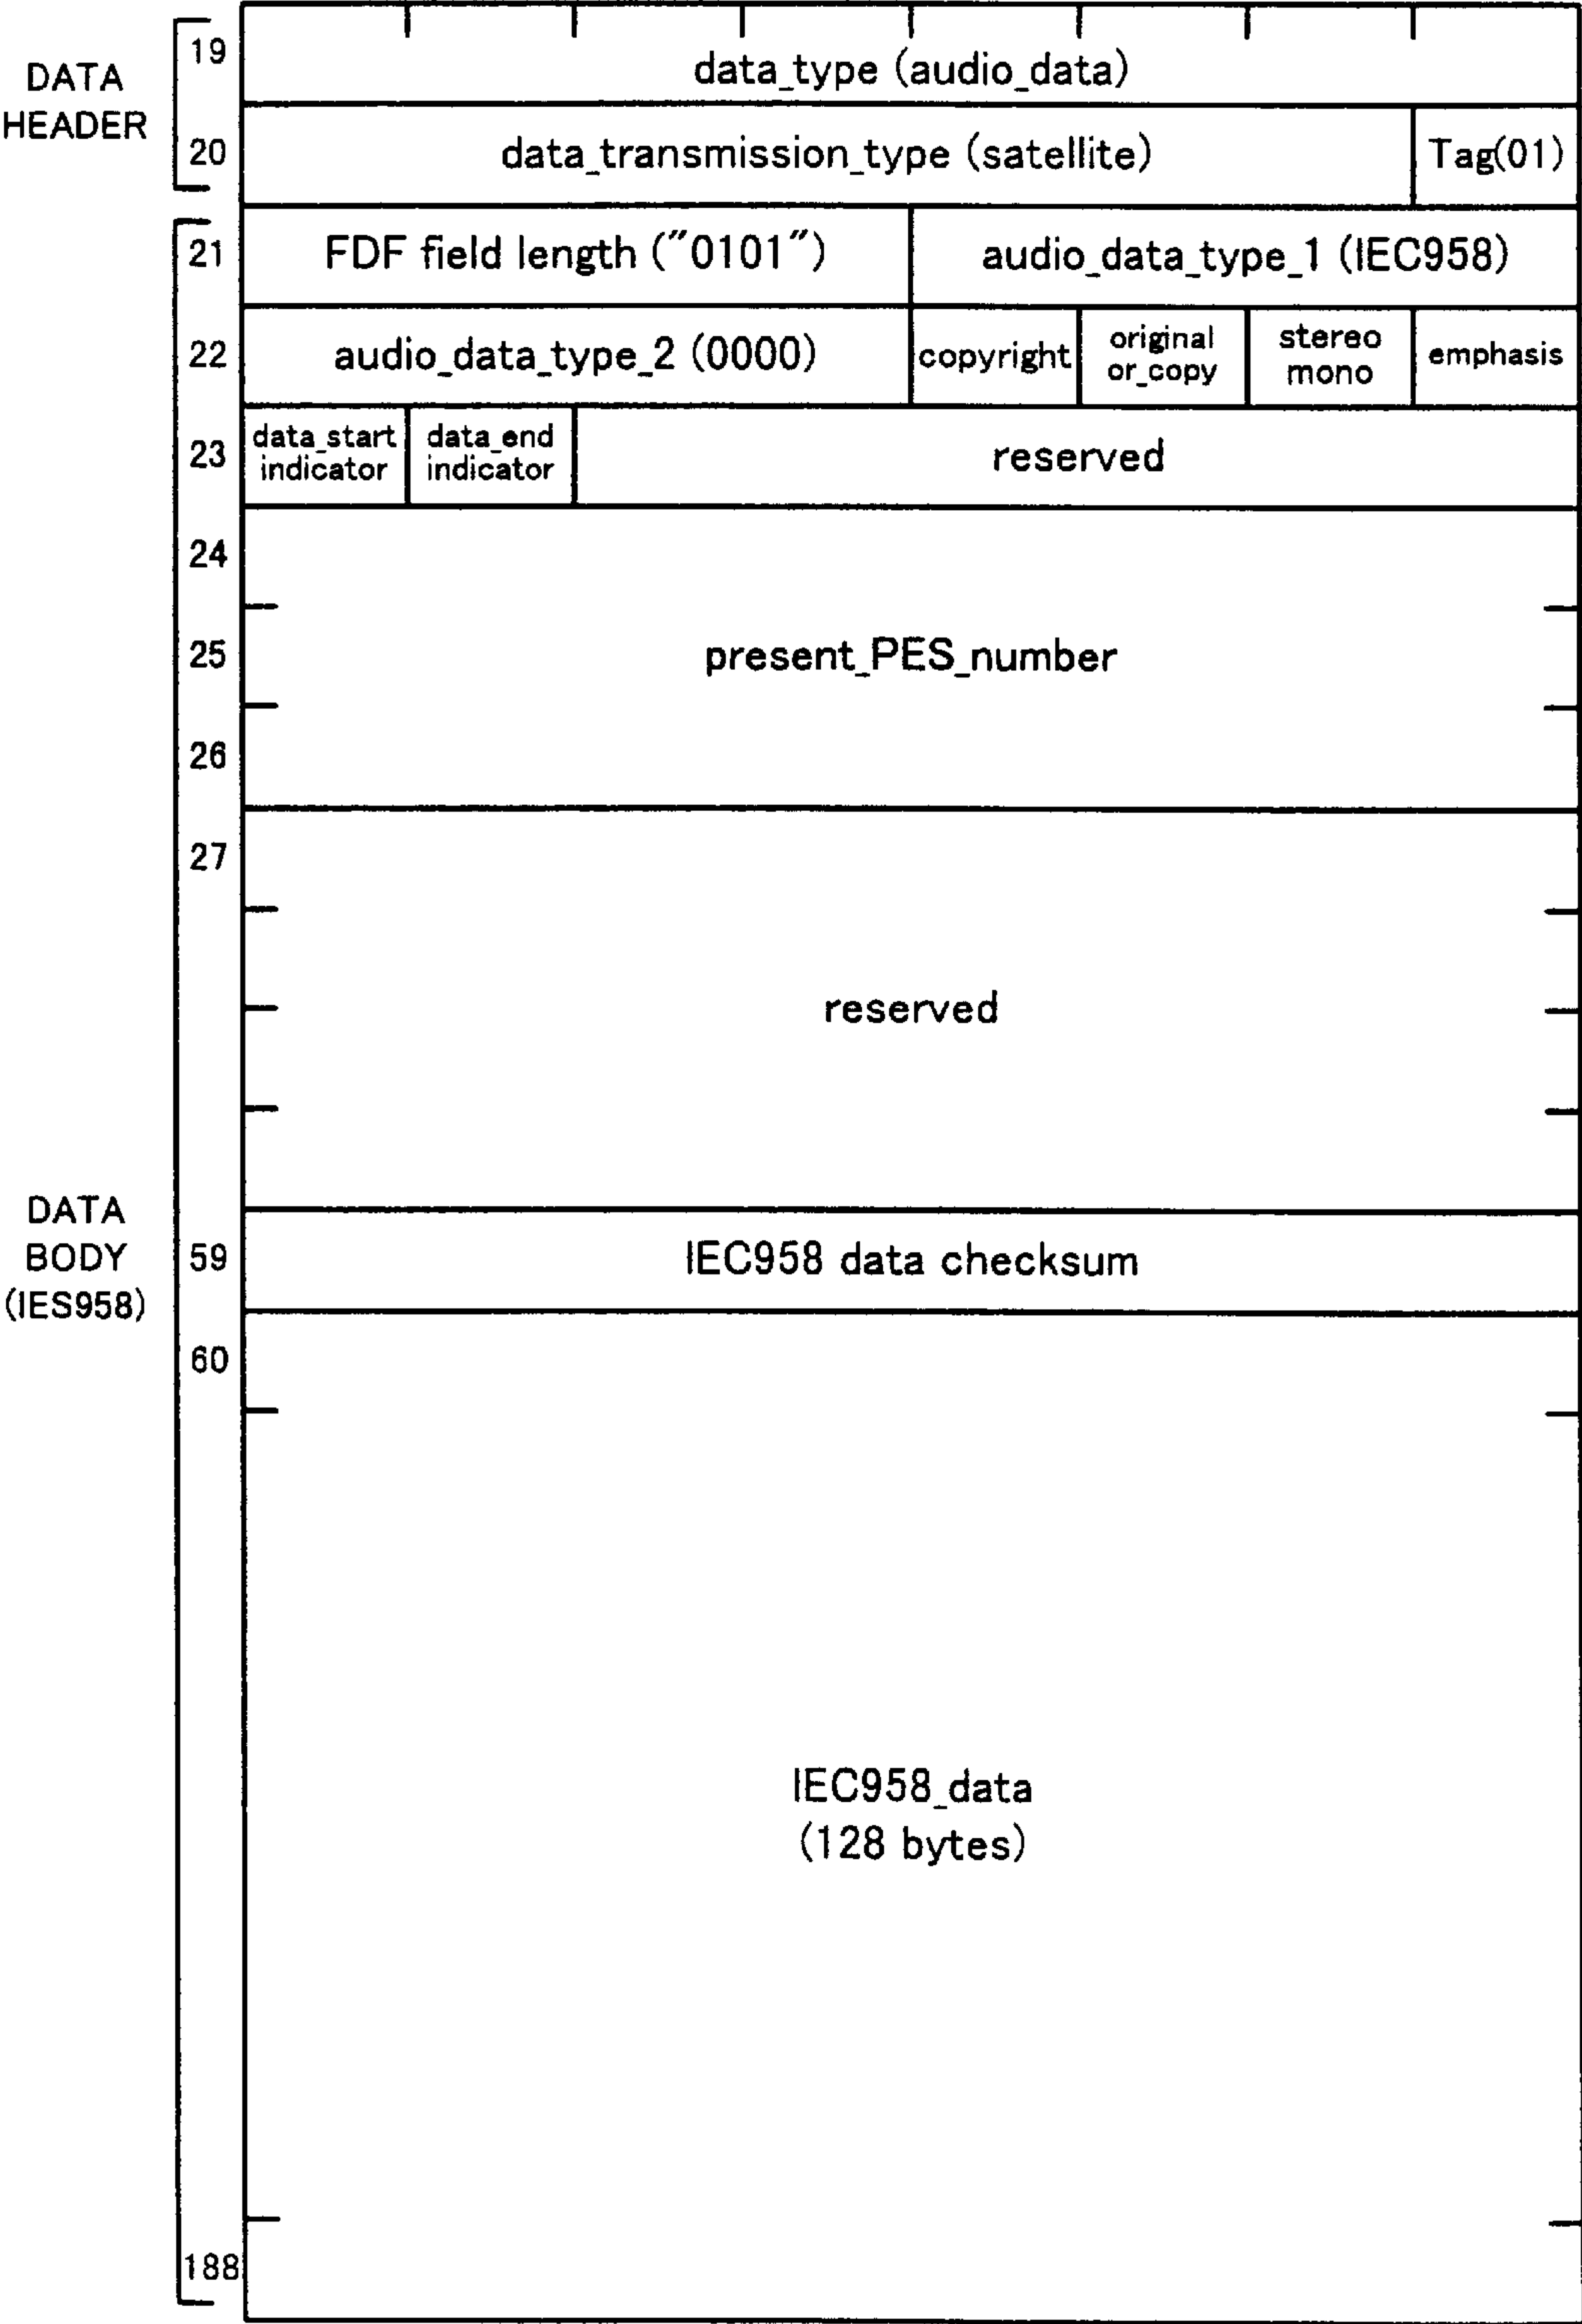 DATA
HEADER
19
data_type (audio_data)
20
data_transmission_type (satellite)
Tag(01)
21
FDF field length (″0101″)
audio_data_type_1 (IEC958)
22
audio_data_type_2 (0000)
copyright
original
or_copy
stereo
mono
emphasis
23
data_start
indicator
data_end
indicator
reserved
24
25
present_PES_number
26
27
reserved
DATA
BODY
(IES958)
59
IEC958 data checksum
60
IEC958_data
(128 bytes)
188